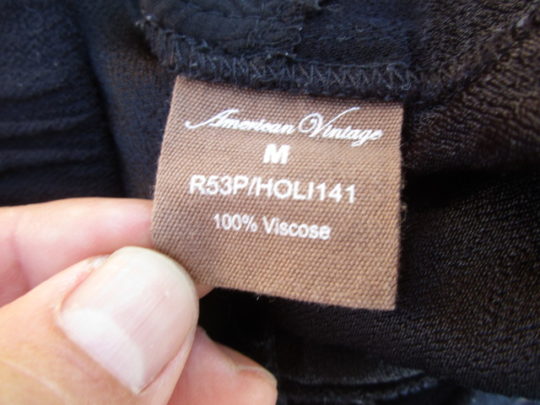 American Vintage
M
R53P/HOLI141
100% Viscose